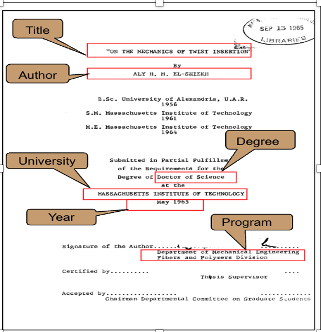 Title
SEP 15 1965
LIBRARIES
"ON THE MECHANICS OF TWIST INSERTION"
By
Author
ALY H. M. EL-SHIEKH
B.Sc. University of Alexandria, U.A.R.
1956
S.M. Massachusetts Institute of Technology
1961
M.E. Massachusetts Institute of Technology
1964
Degree
University
Submitted in Partial Fulfillme
of the Requirements for the
Degree of Doctor of Science
at the
MASSACHUSETTS INSTITUTE OF TECHNOLOGY
May 1965
Year
Program
Signature of the Author
Department of Mechanical Engineering
Fibers and Polymers Division
Certified by..........
Thesis Supervisor
Accepted by
Chairman Departmental Committee on Graduate Students